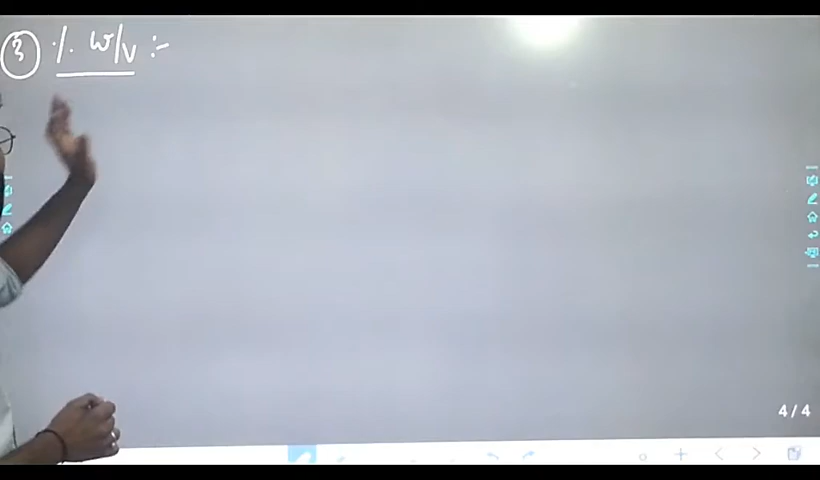 ③ % w/v :-
4/4